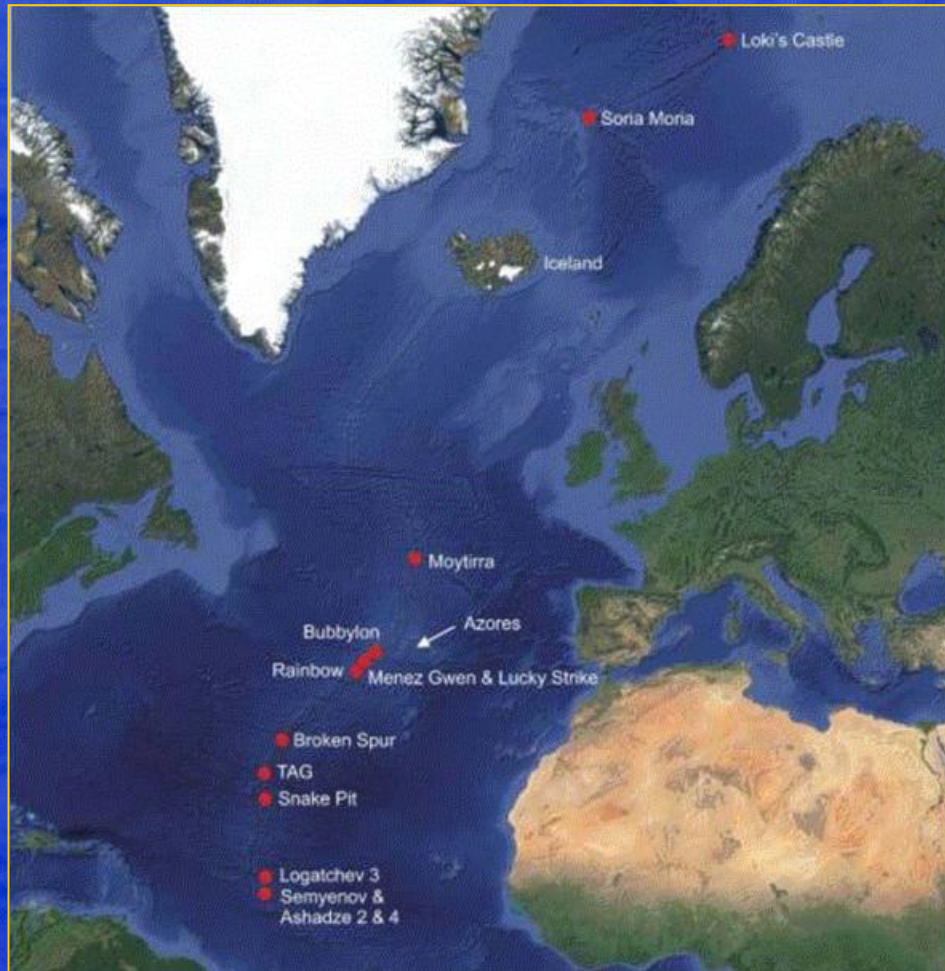 Loki's Castle
Soria Moria
Iceland
Moytirra
Azores
Bubbylon
Rainbow
Menez Gwen & Lucky Strike
Broken Spur
TAG
Snake Pit
Logatchev 3
Semyenov &
Ashadze 2 & 4